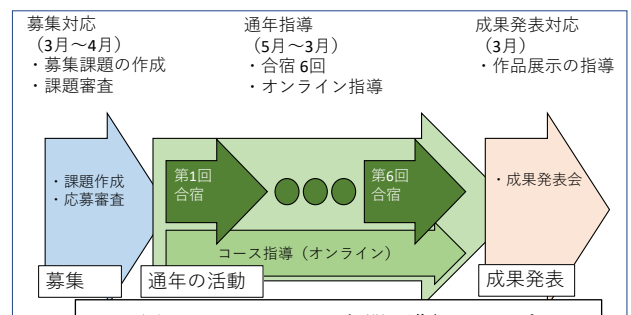 募集対応
（3月～4月）
・募集課題の作成
・課題審査
通年指導
（5月～3月）
・合宿 6回
・オンライン指導
成果発表対応
（3月）
・作品展示の指導
・課題作成
・応募審査
第1回
合宿
第6回
合宿
・成果発表会
コース指導（オンライン）
募集
通年の活動
成果発表